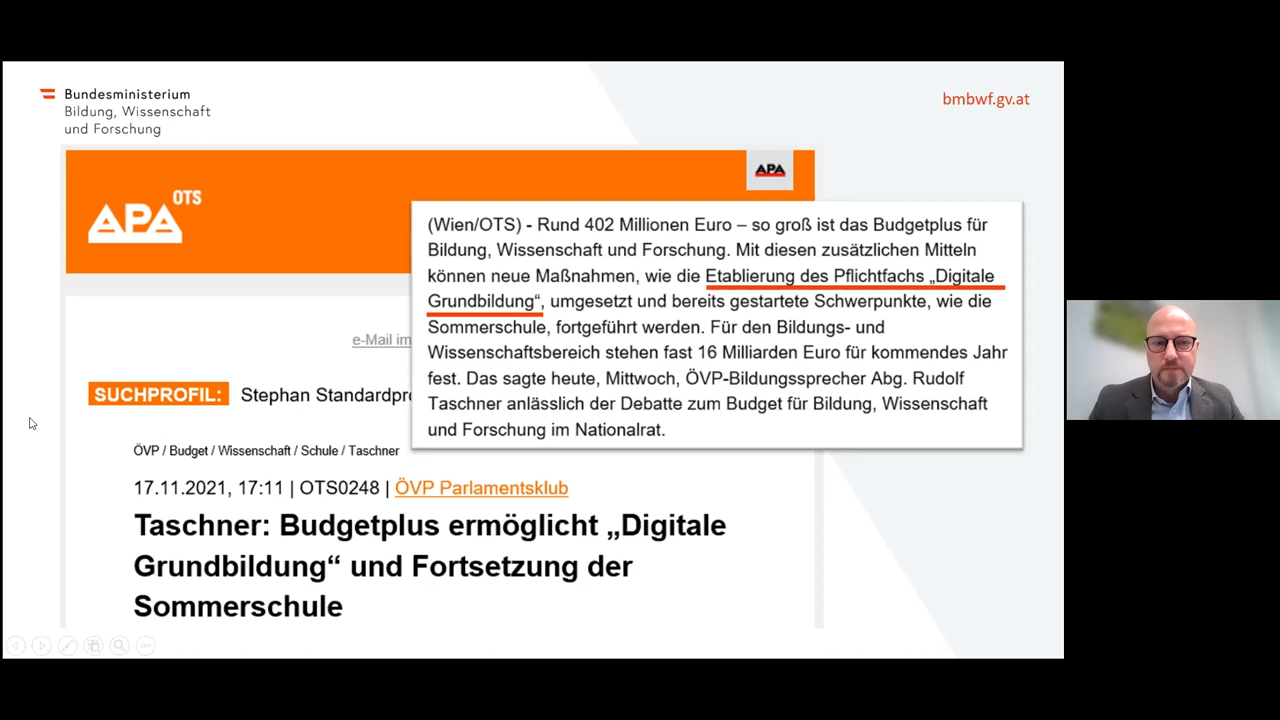 Bundesministerium
Bildung, Wissenschaft
und Forschung
bmbwf.gv.at
APA OTS
APA
(Wien/OTS) - Rund 402 Millionen Euro – so groß ist das Budgetplus für
Bildung, Wissenschaft und Forschung. Mit diesen zusätzlichen Mitteln
können neue Maßnahmen, wie die Etablierung des Pflichtfachs „Digitale
Grundbildung“, umgesetzt und bereits gestartete Schwerpunkte, wie die
Sommerschule, fortgeführt werden. Für den Bildungs- und
Wissenschaftsbereich stehen fast 16 Milliarden Euro für kommendes Jahr
fest. Das sagte heute, Mittwoch, ÖVP-Bildungssprecher Abg. Rudolf
Taschner anlässlich der Debatte zum Budget für Bildung, Wissenschaft
und Forschung im Nationalrat.
e-Mail im
SUCHPROFIL: Stephan Standardpro
ÖVP / Budget / Wissenschaft / Schule / Taschner
17.11.2021, 17:11 | OTS0248 | ÖVP Parlamentsklub
Taschner: Budgetplus ermöglicht „Digitale
Grundbildung“ und Fortsetzung der
Sommerschule